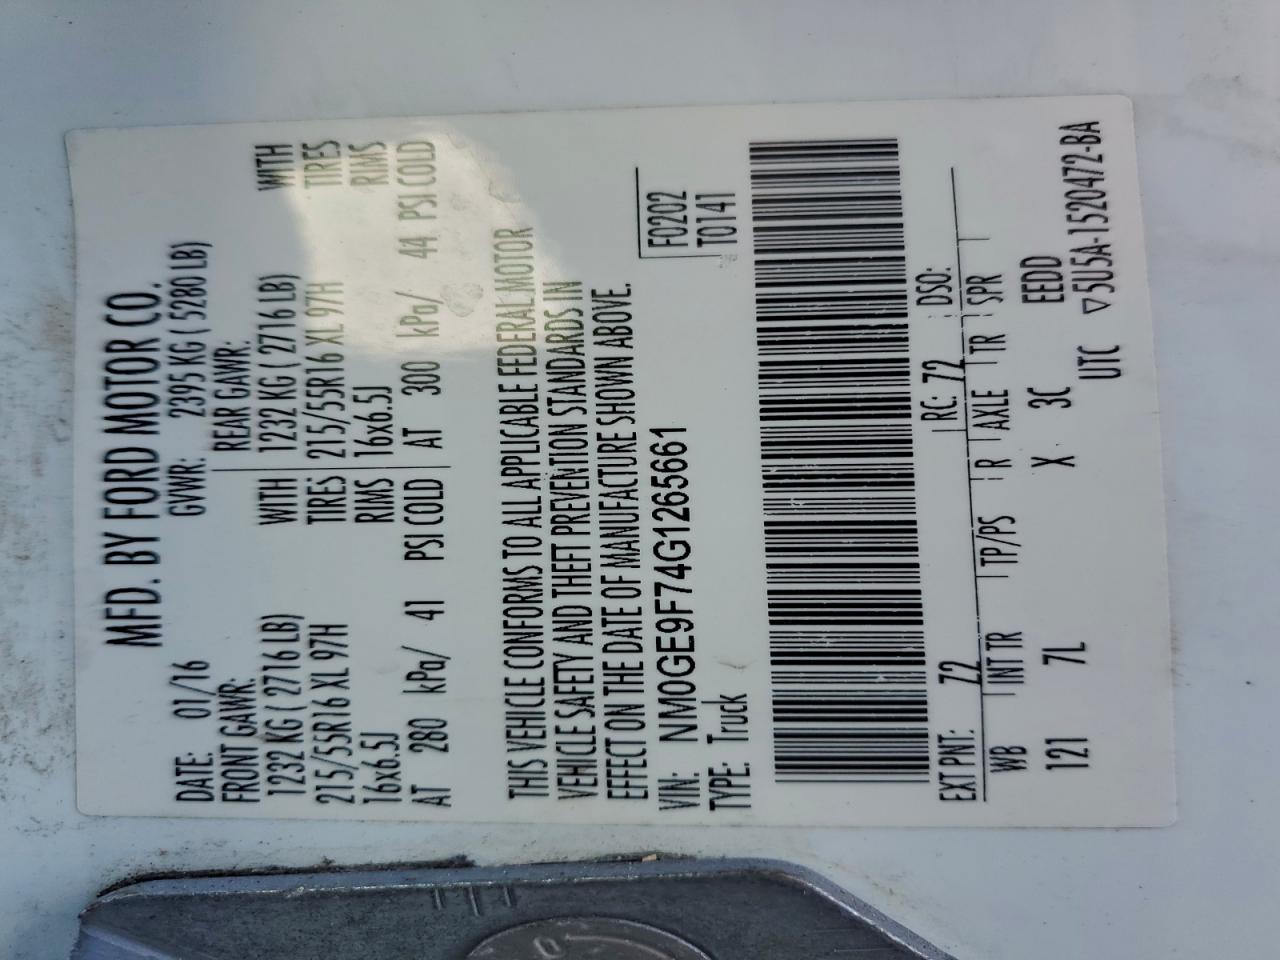 MFD. BY FORD MOTOR CO.
DATE: 01/16 GVWR: 2395 KG ( 5280 LB)
FRONT GAWR: REAR GAWR:
1232 KG ( 2716 LB) WITH 1232 KG ( 2716 LB) WITH
215/55R16 XL 97H TIRES 215/55R16 XL 97H TIRES
16x6.5J RIMS 16x6.5J RIMS
AT 280 kPa/ 41 PSI COLD AT 300 kPa/ 44 PSI COLD
THIS VEHICLE CONFORMS TO ALL APPLICABLE FEDERAL MOTOR
VEHICLE SAFETY AND THEFT PREVENTION STANDARDS IN
EFFECT ON THE DATE OF MANUFACTURE SHOWN ABOVE.
VIN: NM0GE9F74G1265661 F0202
TYPE: Truck T0141
EXT PNT: Z2 RC: 72 DSO:
WB INT TR TP/PS R AXLE TR SPR
121 7L X 3C EEDD
UTC ▽5U5A-1520472-BA